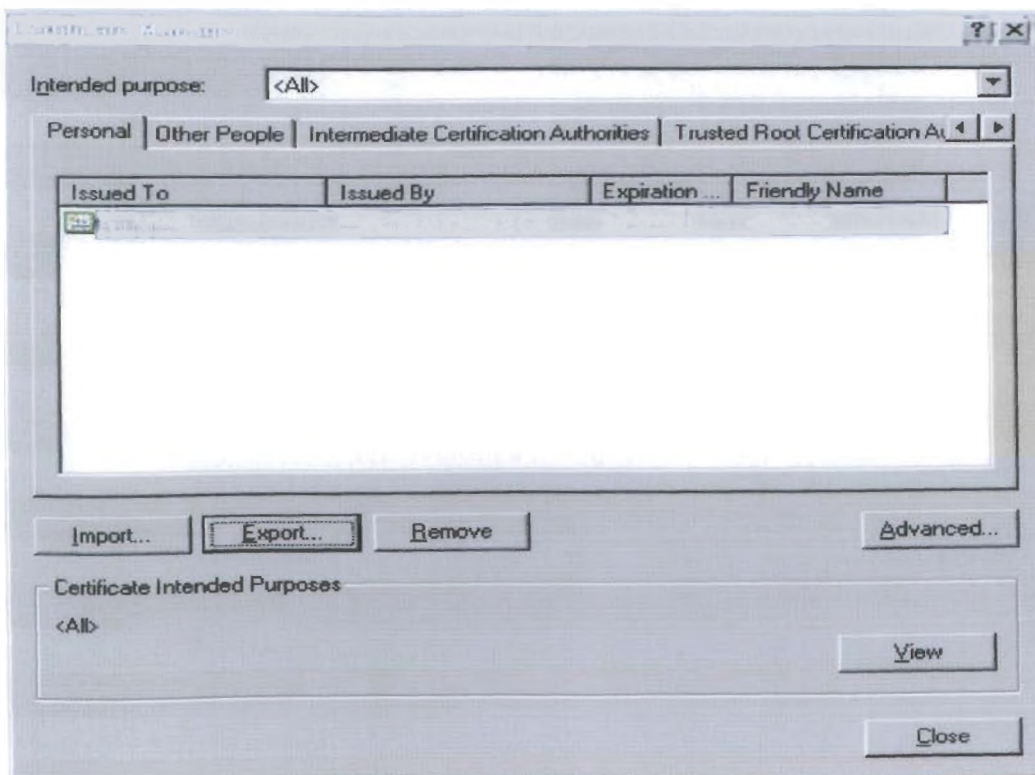 Intended purpose: <All>
Personal Other People Intermediate Certification Authorities Trusted Root Certification Au
Issued To Issued By Expiration ... Friendly Name
Import... Export... Remove Advanced...
Certificate Intended Purposes
<All>
View
Close